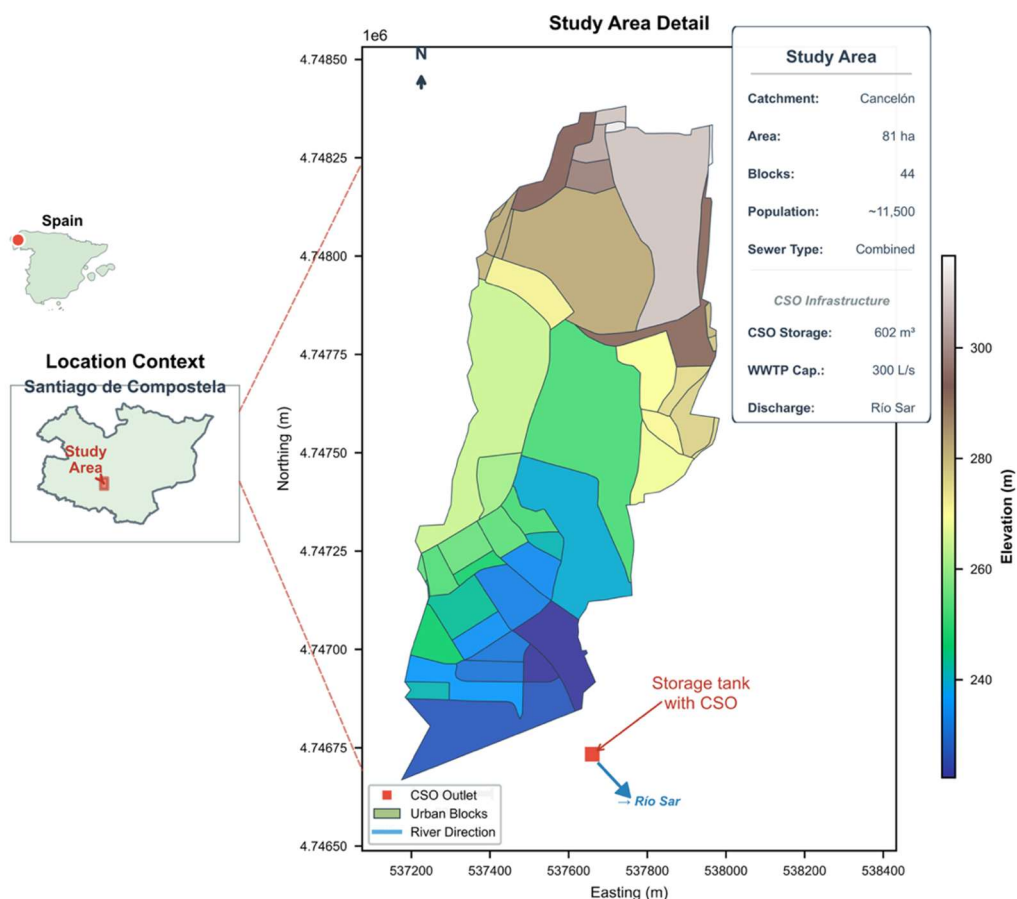 Study Area Detail
1e6
N
4.74850
4.74825
4.74800
4.74775
4.74750
4.74725
4.74700
4.74675
4.74650
Northing (m)
537200 537400 537600 537800 538000 538200 538400
Easting (m)
Study Area
Catchment: Cancelón
Area: 81 ha
Blocks: 44
Population: ~11,500
Sewer Type: Combined
CSO Infrastructure
CSO Storage: 602 m³
WWTP Cap.: 300 L/s
Discharge: Río Sar
Spain
Location Context
Santiago de Compostela
Study
Area
Storage tank
with CSO
→ Río Sar
CSO Outlet
Urban Blocks
River Direction
300
280
260
240
Elevation (m)